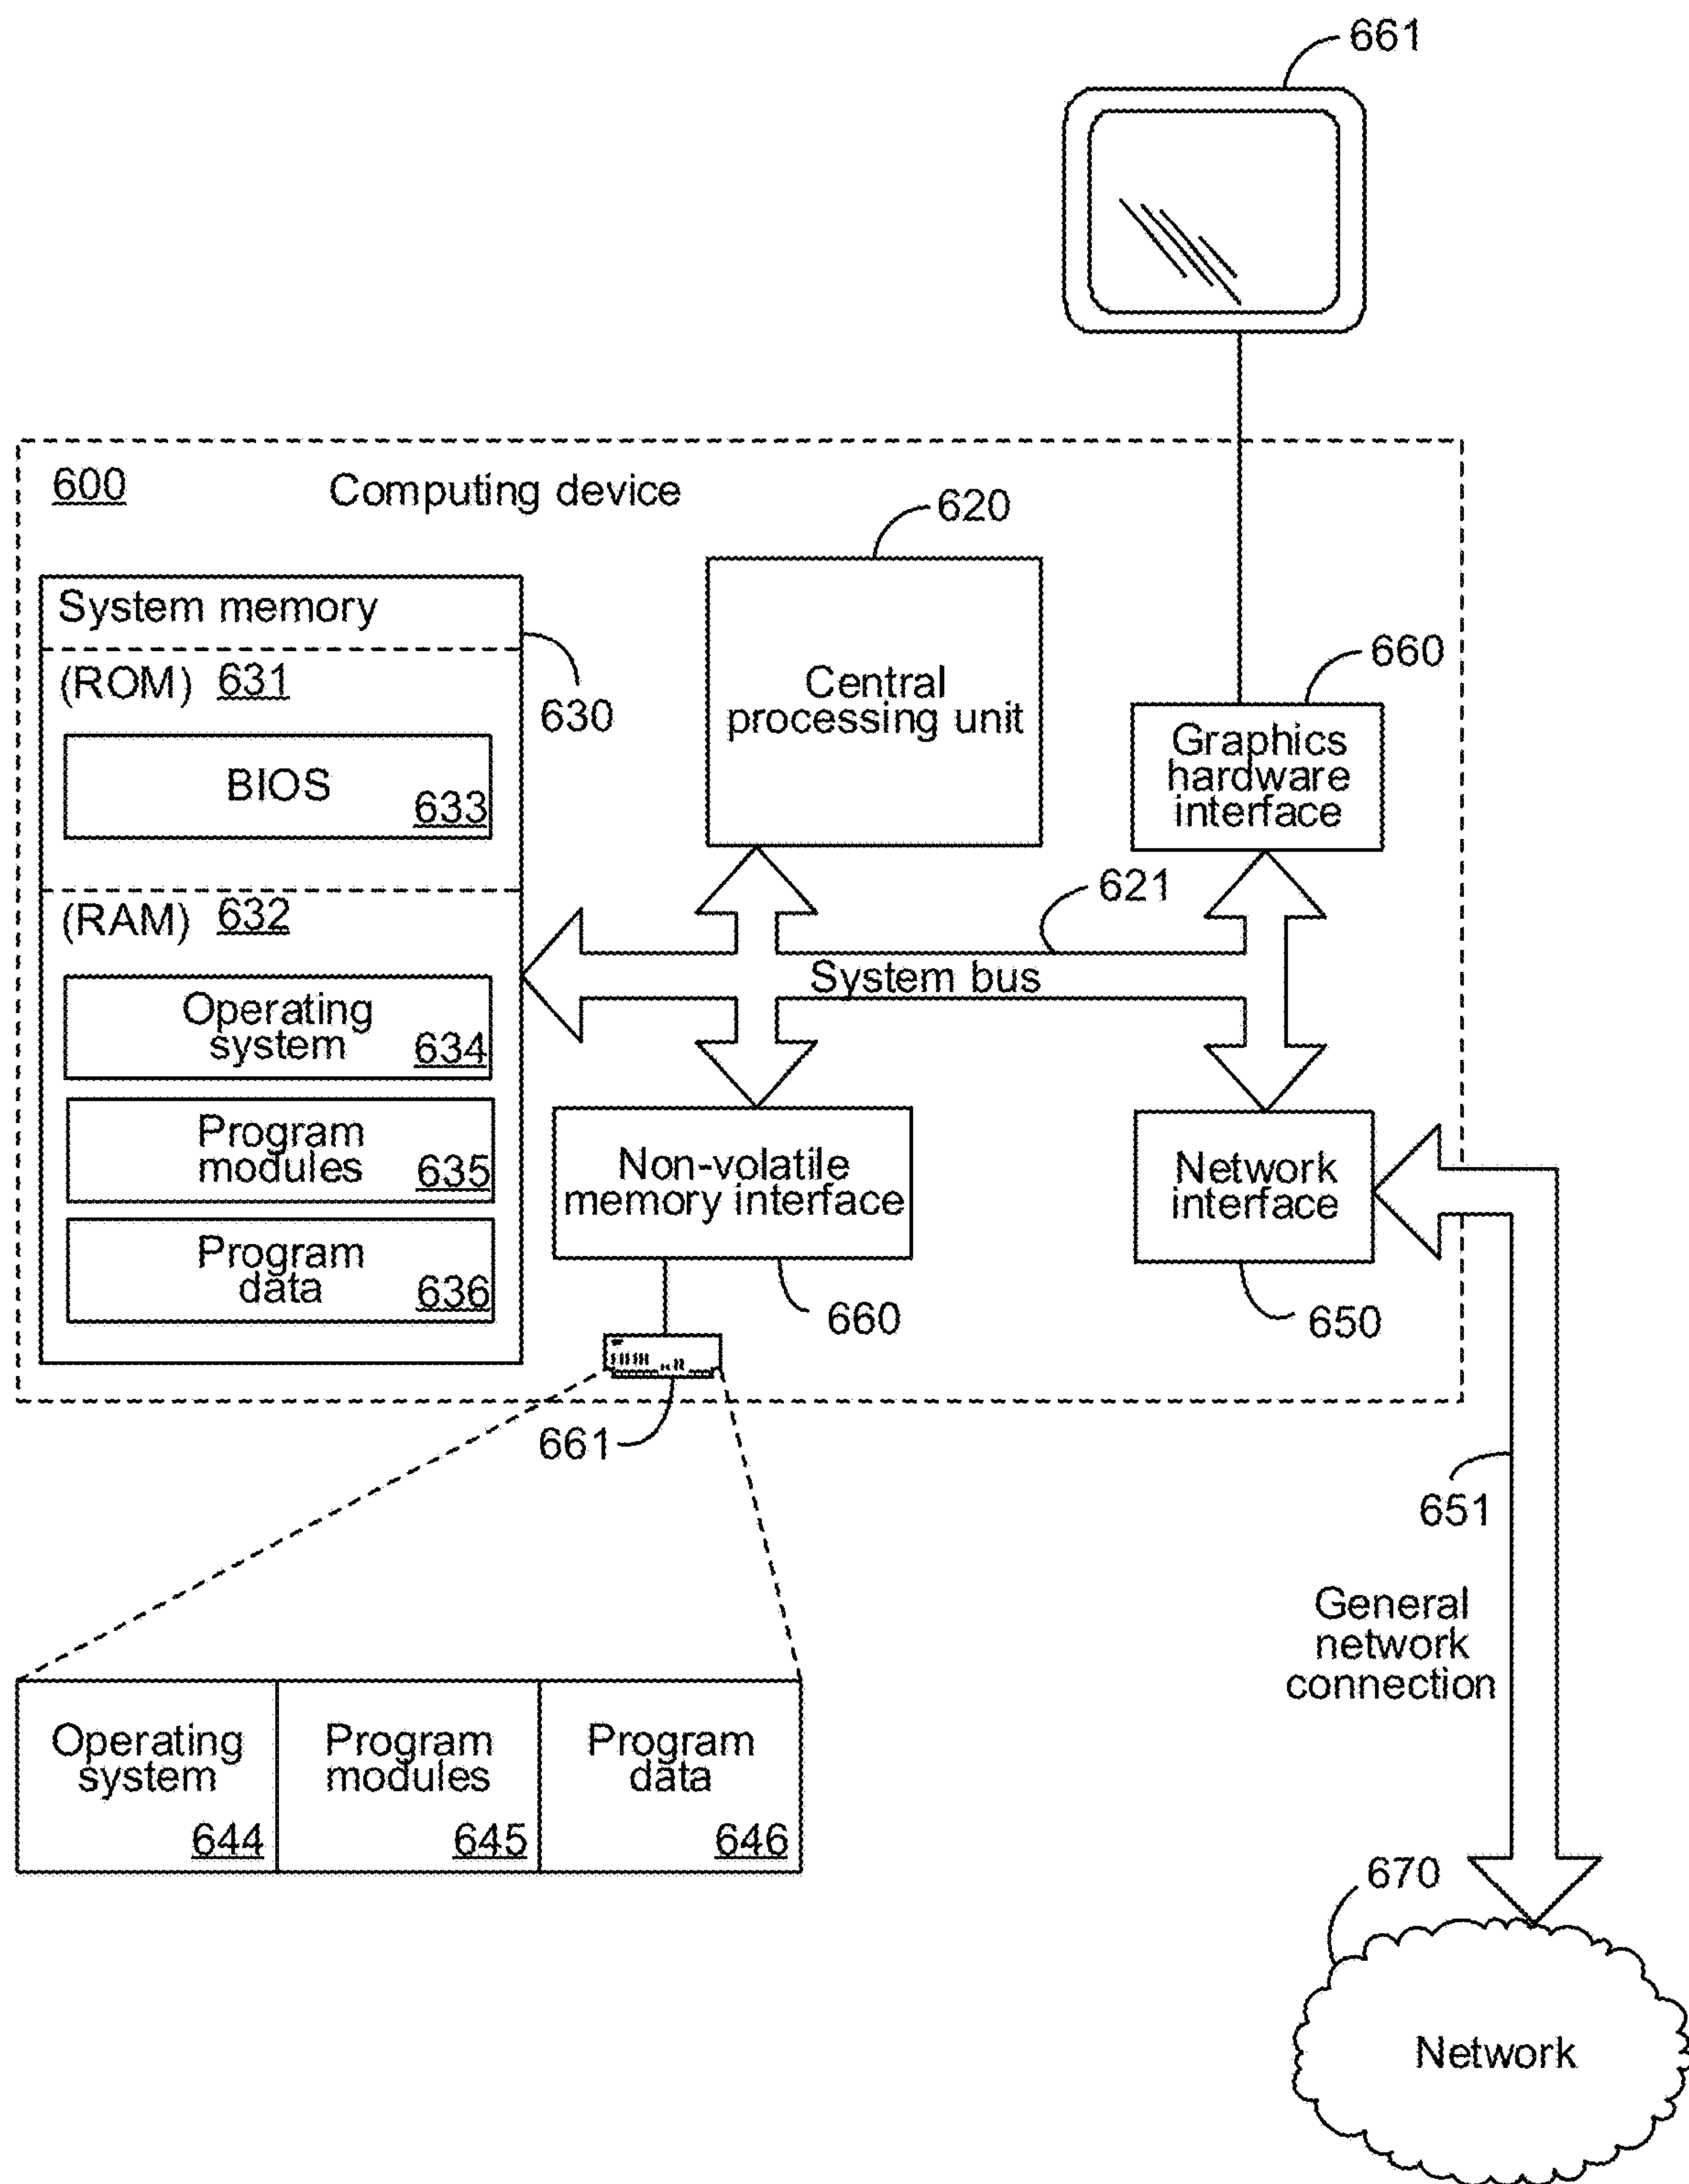 661
600
Computing device
620
System memory
(ROM) 631
630
BIOS
633
Central
processing unit
660
Graphics
hardware
interface
(RAM) 632
621
System bus
Operating
system
634
Program
modules
635
Program
data
636
Non-volatile
memory interface
660
Network
interface
650
661
651
General
network
connection
Operating
system
644
Program
modules
645
Program
data
646
670
Network